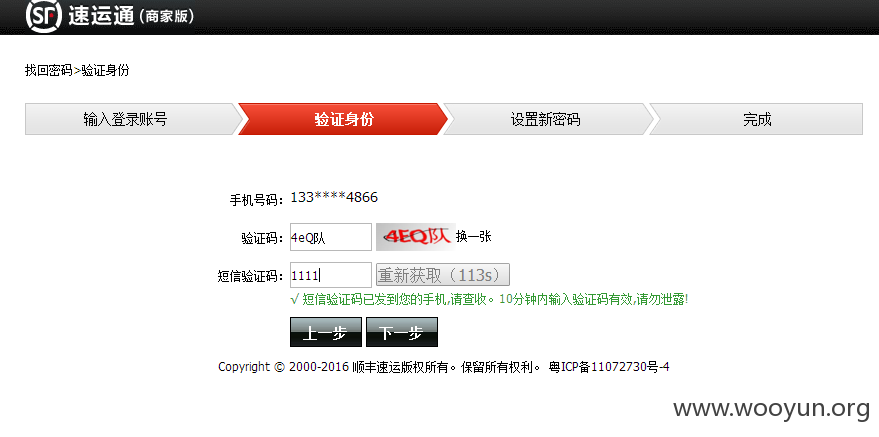 SF 速运通(商家版)
找回密码>验证身份
输入登录账号 验证身份 设置新密码 完成
手机号码: 133****4866
验证码: 4eQ队 4EQ队 换一张
短信验证码: 1111 重新获取（113s）
√ 短信验证码已发到您的手机,请查收。10分钟内输入验证码有效,请勿泄露!
上一步 下一步
Copyright © 2000-2016 顺丰速运版权所有。保留所有权利。 粤ICP备11072730号-4
www.wooyun.org